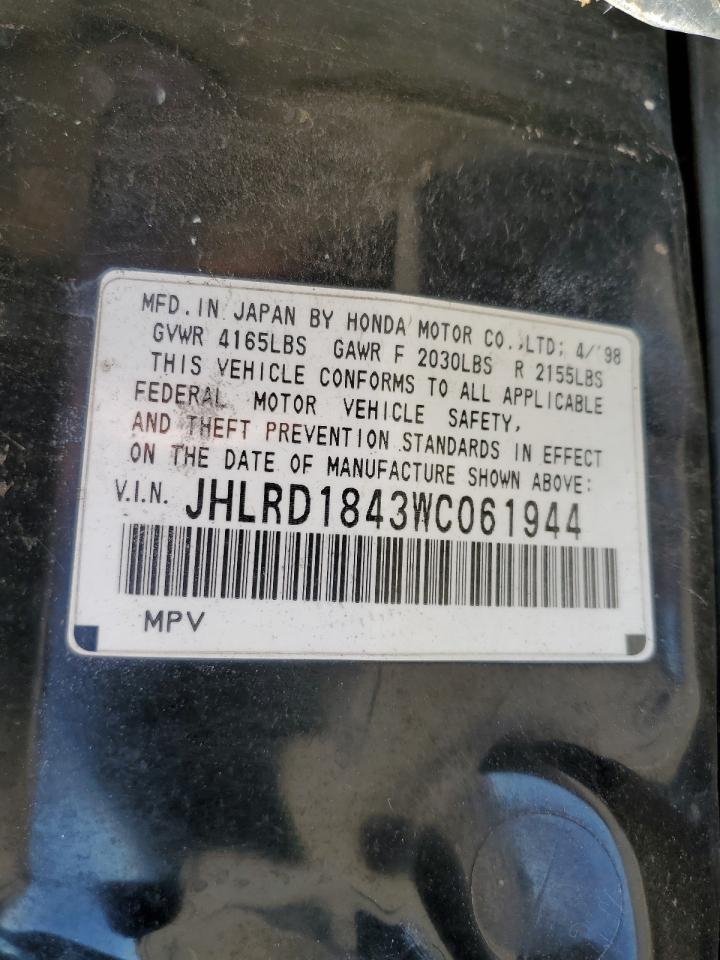 MFD.IN JAPAN BY HONDA MOTOR CO.,LTD; 4/'98
GVWR 4165LBS GAWR F 2030LBS R 2155LBS
THIS VEHICLE CONFORMS TO ALL APPLICABLE
FEDERAL MOTOR VEHICLE SAFETY,
AND THEFT PREVENTION STANDARDS IN EFFECT
ON THE DATE OF MANUFACTURE SHOWN ABOVE:
V.I.N. JHLRD1843WC061944
MPV